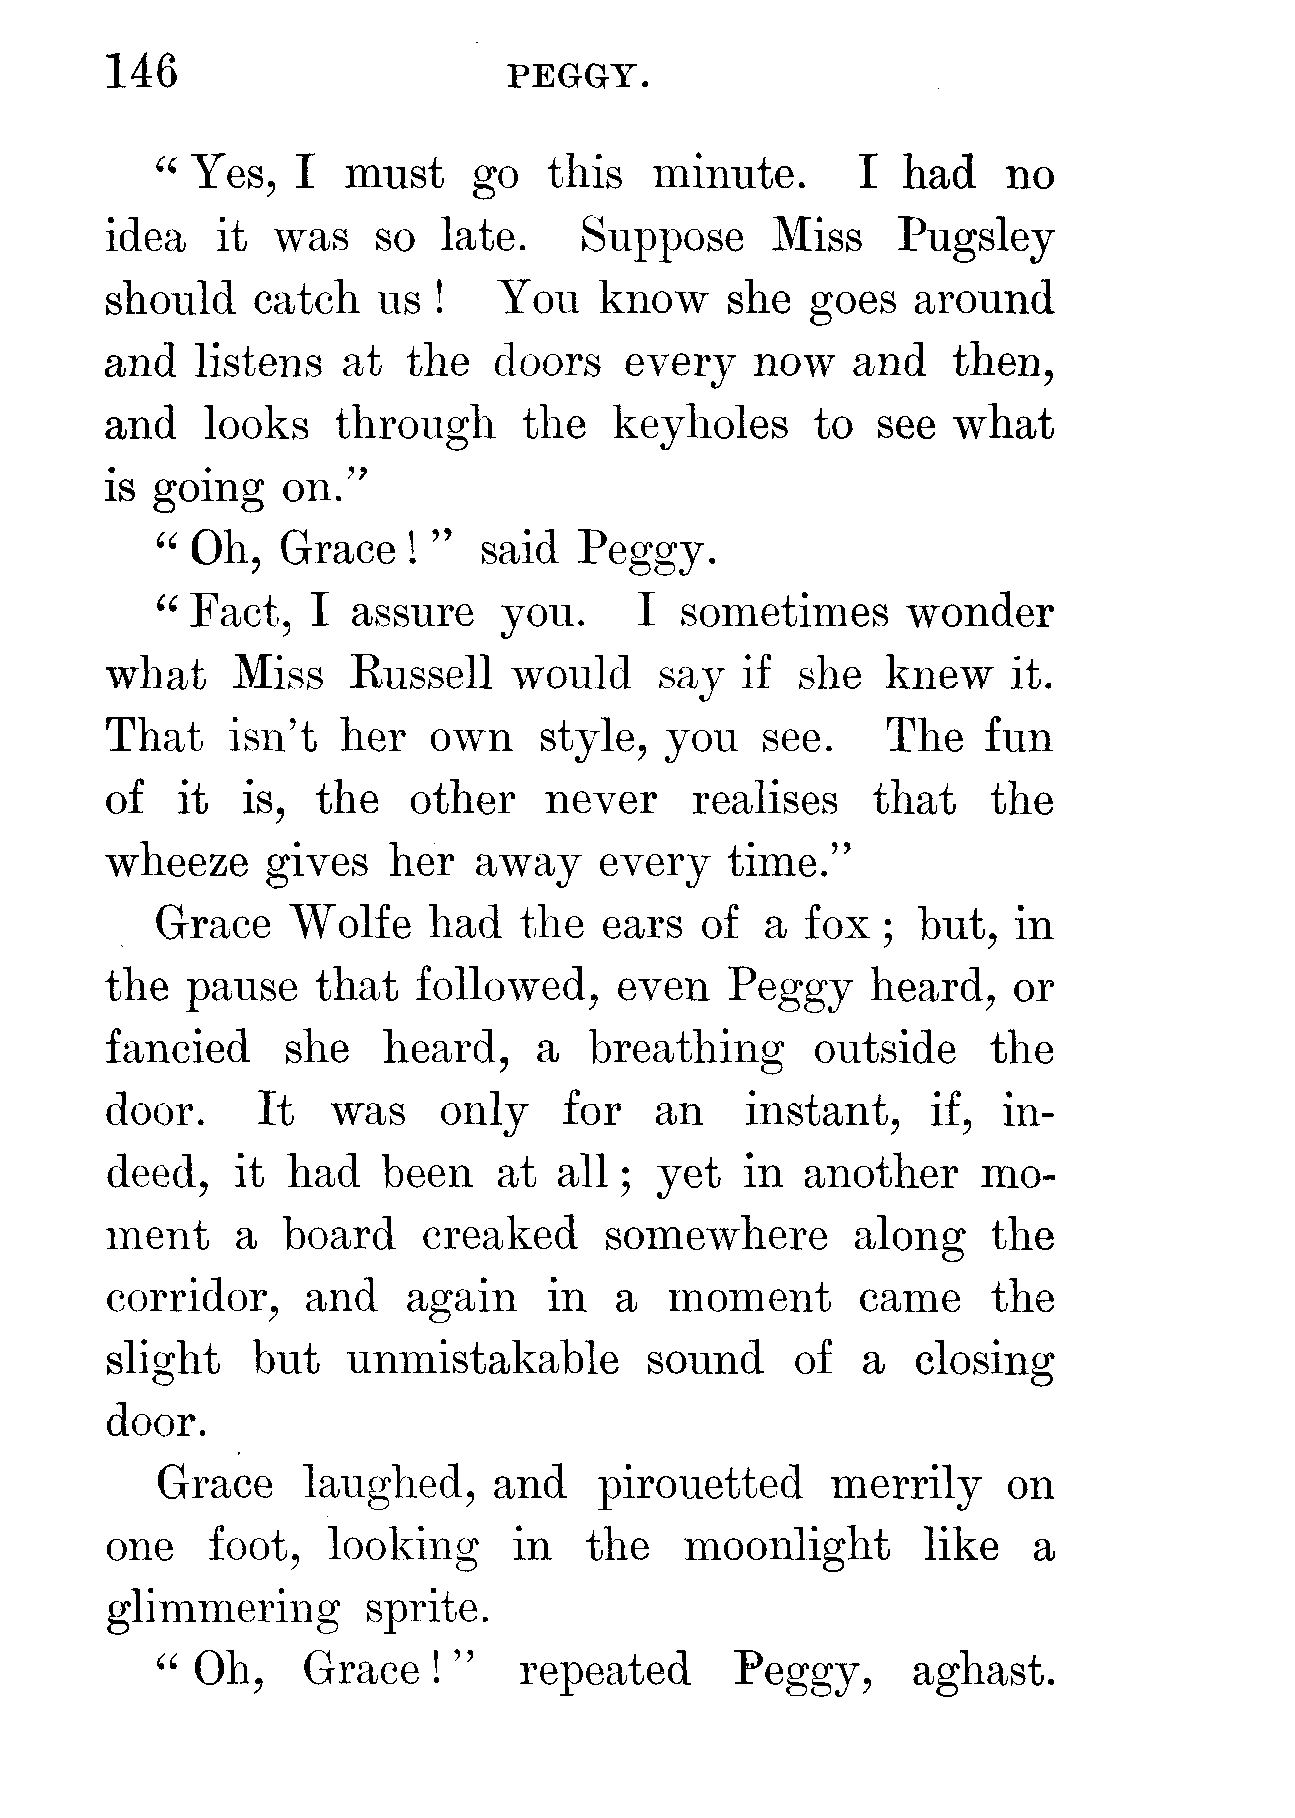 146 PEGGY.
“ Yes, I must go this minute. I had no
idea it was so late. Suppose Miss Pugsley
should catch us ! You know she goes around
and listens at the doors every now and then,
and looks through the keyholes to see what
is going on.”
“ Oh, Grace ! ” said Peggy.
“ Fact, I assure you. I sometimes wonder
what Miss Russell would say if she knew it.
That isn’t her own style, you see. The fun
of it is, the other never realises that the
wheeze gives her away every time.”
Grace Wolfe had the ears of a fox ; but, in
the pause that followed, even Peggy heard, or
fancied she heard, a breathing outside the
door. It was only for an instant, if, in-
deed, it had been at all ; yet in another mo-
ment a board creaked somewhere along the
corridor, and again in a moment came the
slight but unmistakable sound of a closing
door.
Grace laughed, and pirouetted merrily on
one foot, looking in the moonlight like a
glimmering sprite.
“ Oh, Grace ! ” repeated Peggy, aghast.